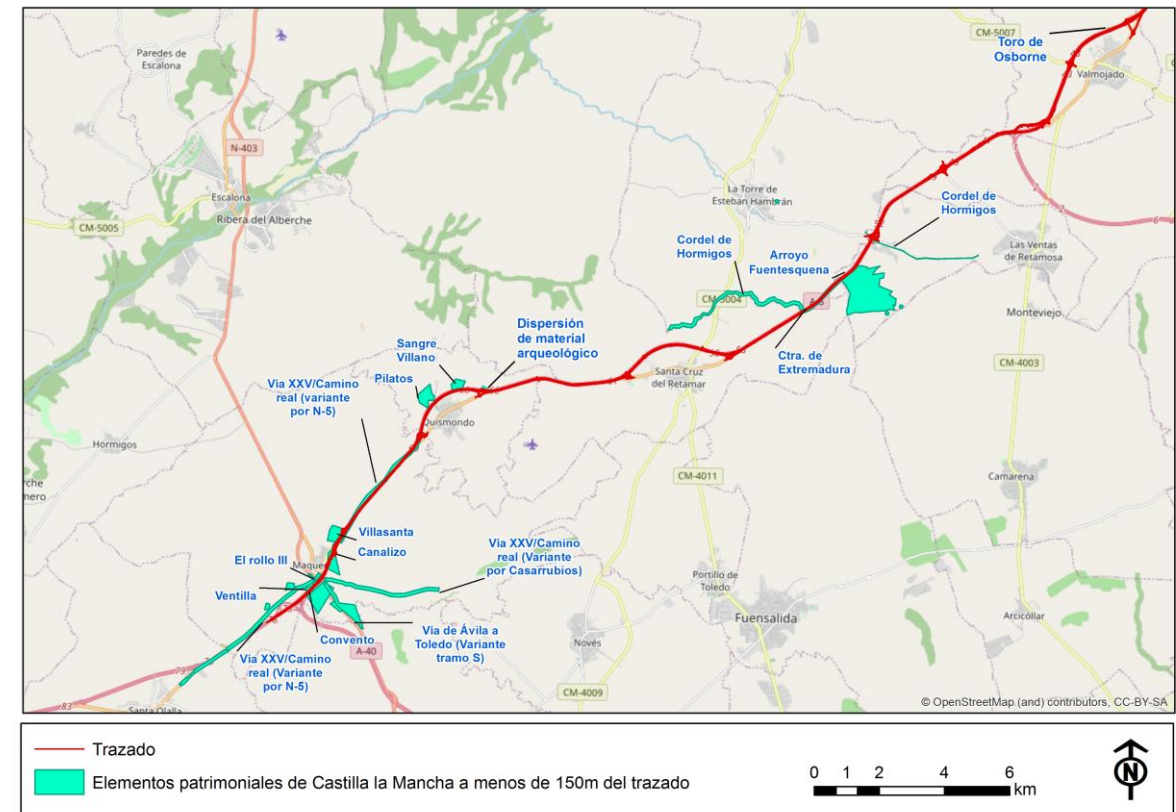 Paredes de
Escalona
N-403
Escalona
Ribera del Alberche
CM-5005
Hormigos
CM-5007
Toro de
Osborne
Valmojado
La Torre de
Esteban Hambrán
Cordel de
Hormigos
Las Ventas
de Retamosa
Cordel de
Hormigos
Arroyo
Fuentesquena
CM-5004
A-5
Monteviejo
Ctra. de
Extremadura
CM-4003
Santa Cruz
del Retamar
Dispersión
de material
arqueológico
Sangre
Villano
Pilatos
Quismondo
Via XXV/Camino
real (variante
por N-5)
CM-4011
Camarena
Villasanta
Canalizo
El rollo III
Ventilla
Via XXV/Camino
real (Variante
por Casarrubios)
Portillo de
Toledo
Fuensalida
Arcicóllar
Convento
Via de Ávila a
Toledo (Variante
tramo S)
A-40
Via XXV/Camino
real (Variante
por N-5)
Novés
CM-4009
79
83
Santa Olalla
6
© OpenStreetMap (and) contributors, CC-BY-SA
Trazado
Elementos patrimoniales de Castilla la Mancha a menos de 150m del trazado
0 1 2 4 6
km
N